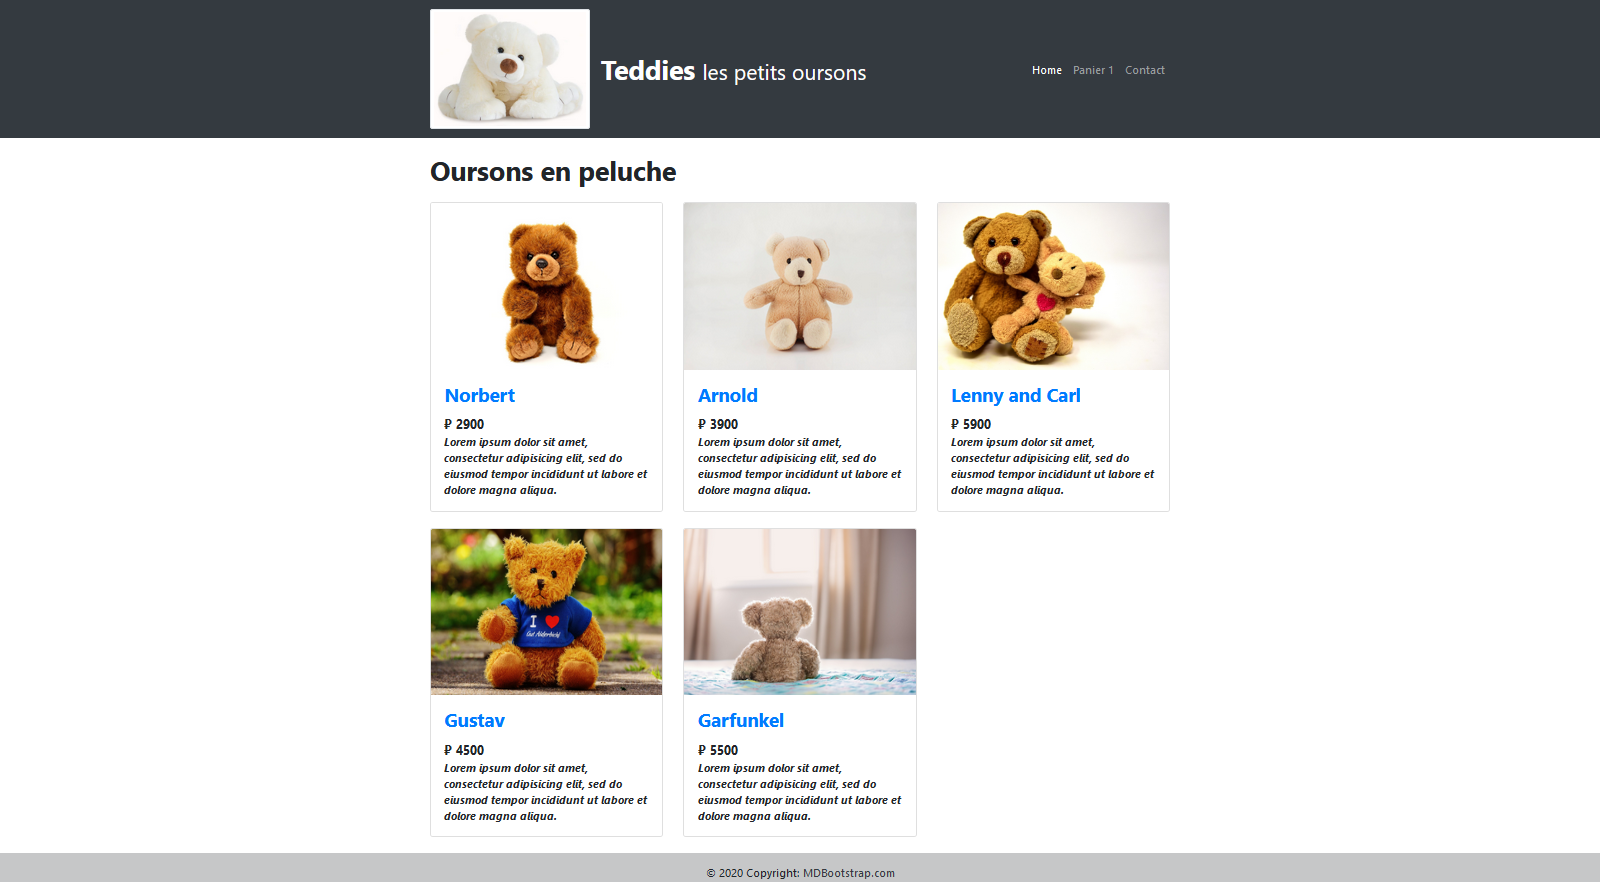 Teddies les petits oursons
Home Panier 1 Contact
Oursons en peluche
Norbert
₽ 2900
Lorem ipsum dolor sit amet,
consectetur adipisicing elit, sed do
eiusmod tempor incididunt ut labore et
dolore magna aliqua.
Arnold
₽ 3900
Lorem ipsum dolor sit amet,
consectetur adipisicing elit, sed do
eiusmod tempor incididunt ut labore et
dolore magna aliqua.
Lenny and Carl
₽ 5900
Lorem ipsum dolor sit amet,
consectetur adipisicing elit, sed do
eiusmod tempor incididunt ut labore et
dolore magna aliqua.
I ♥
Gut Aiderbichl
Gustav
₽ 4500
Lorem ipsum dolor sit amet,
consectetur adipisicing elit, sed do
eiusmod tempor incididunt ut labore et
dolore magna aliqua.
Garfunkel
₽ 5500
Lorem ipsum dolor sit amet,
consectetur adipisicing elit, sed do
eiusmod tempor incididunt ut labore et
dolore magna aliqua.
© 2020 Copyright: MDBootstrap.com